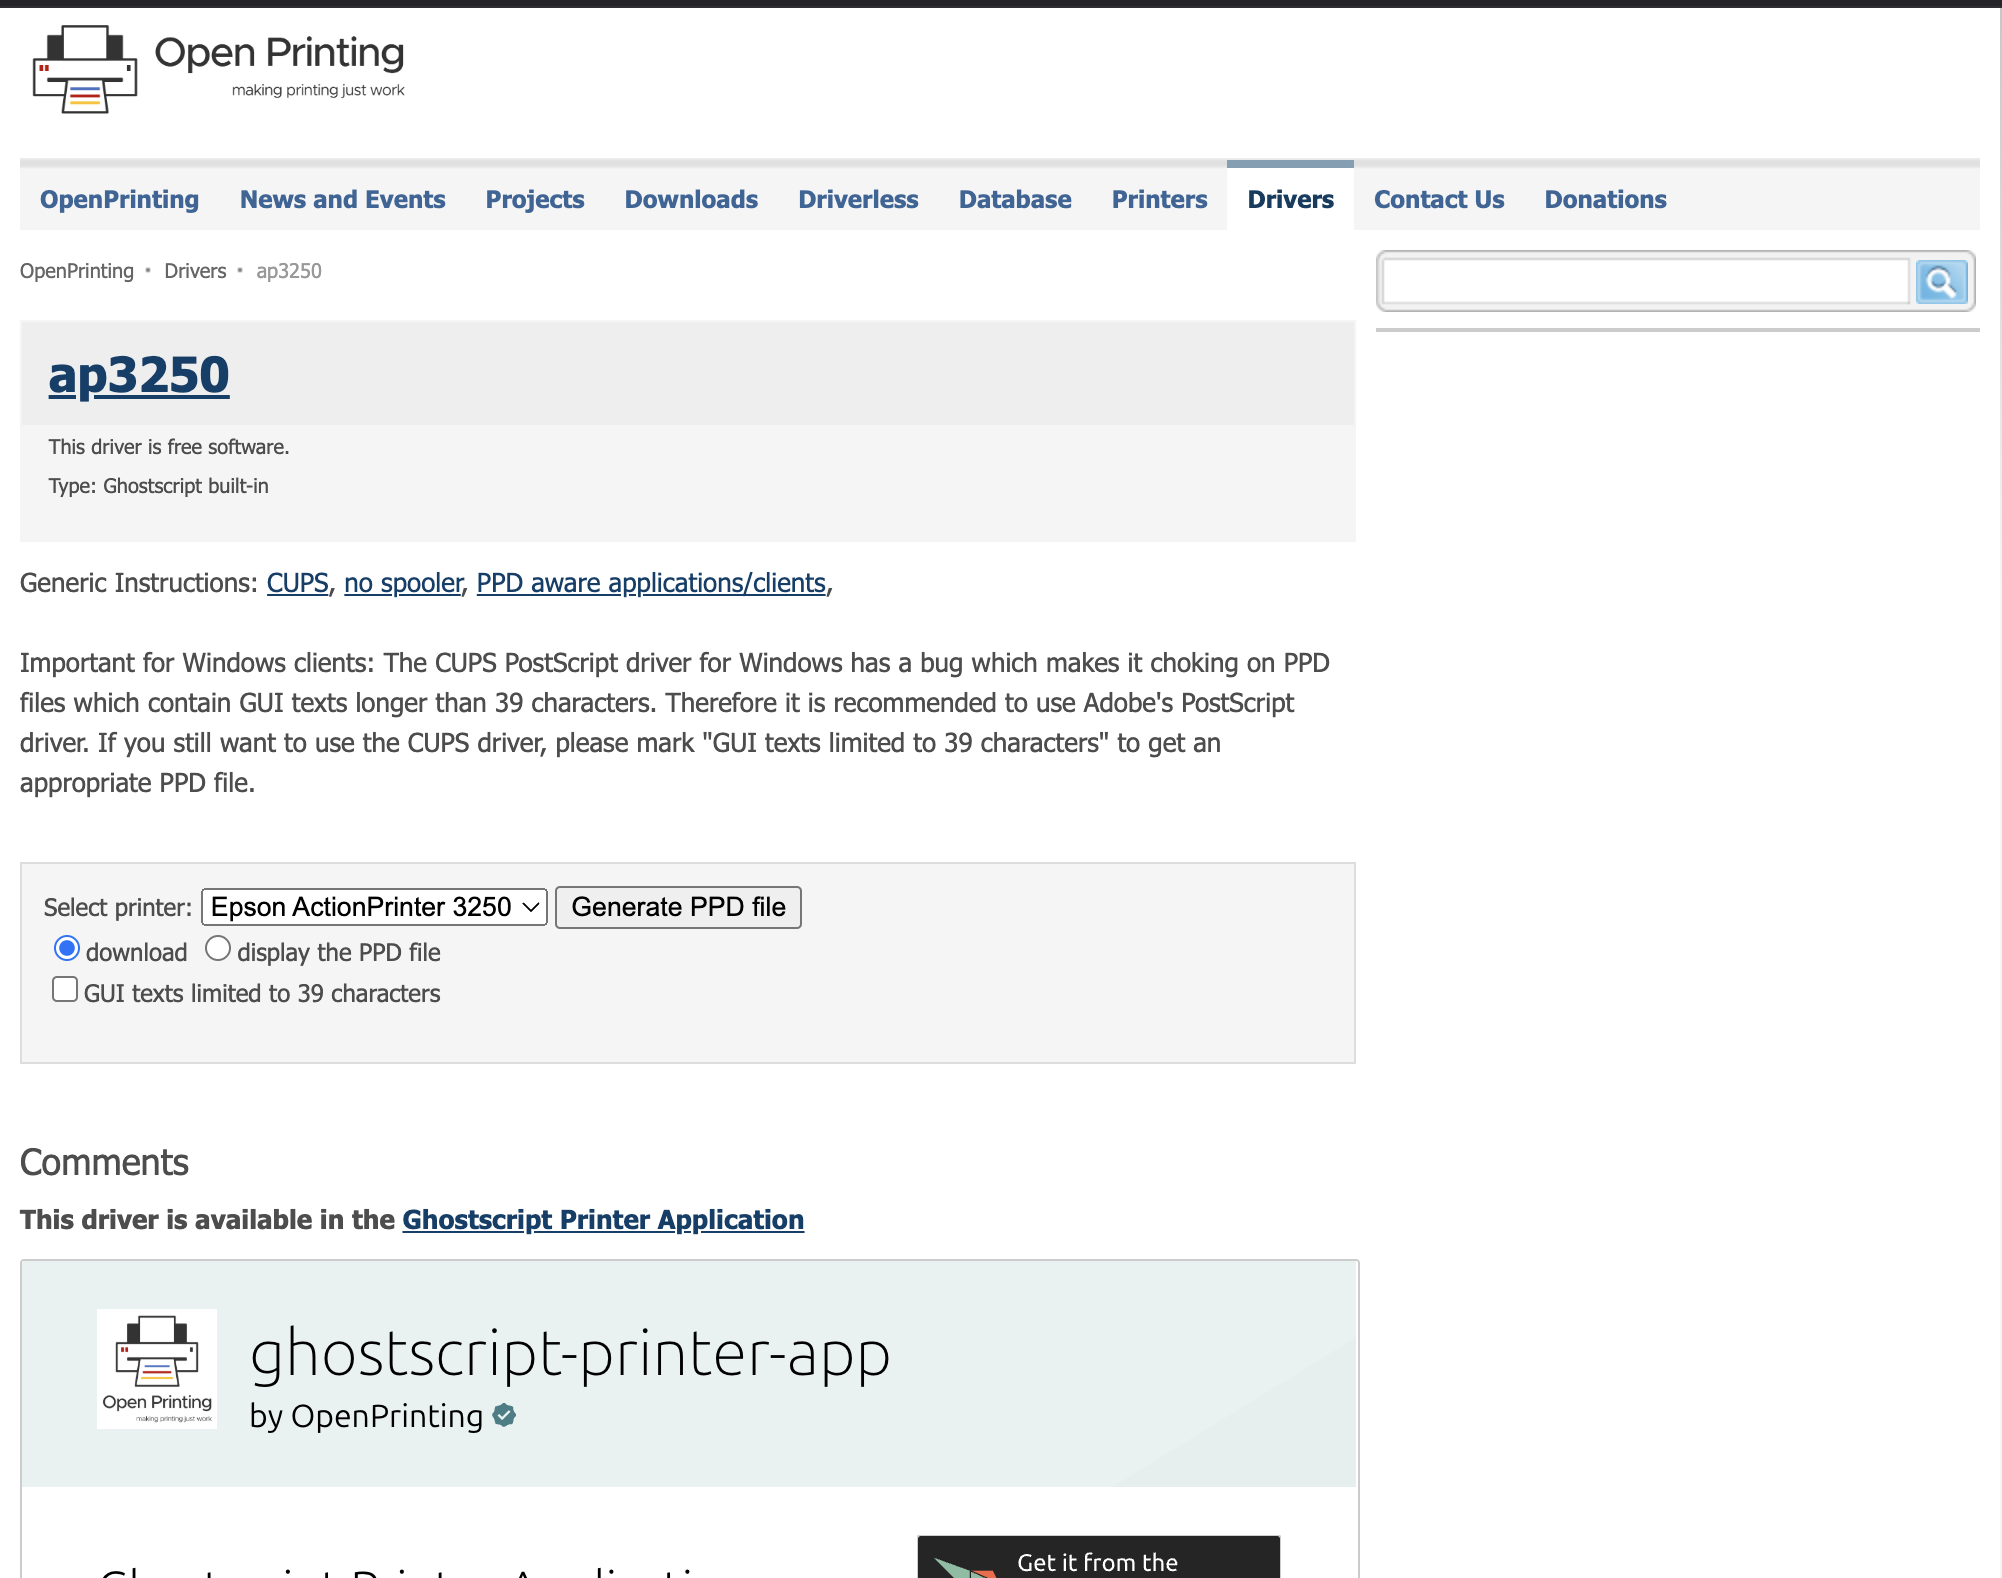 Open Printing
making printing just work
OpenPrinting News and Events Projects Downloads Driverless Database Printers Drivers Contact Us Donations
OpenPrinting • Drivers • ap3250
ap3250
This driver is free software.
Type: Ghostscript built-in
Generic Instructions: CUPS, no spooler, PPD aware applications/clients,
Important for Windows clients: The CUPS PostScript driver for Windows has a bug which makes it choking on PPD
files which contain GUI texts longer than 39 characters. Therefore it is recommended to use Adobe's PostScript
driver. If you still want to use the CUPS driver, please mark "GUI texts limited to 39 characters" to get an
appropriate PPD file.
Select printer: Epson ActionPrinter 3250 Generate PPD file
download display the PPD file
GUI texts limited to 39 characters
Comments
This driver is available in the Ghostscript Printer Application
Open Printing
making printing just work
ghostscript-printer-app
by OpenPrinting
Get it from the